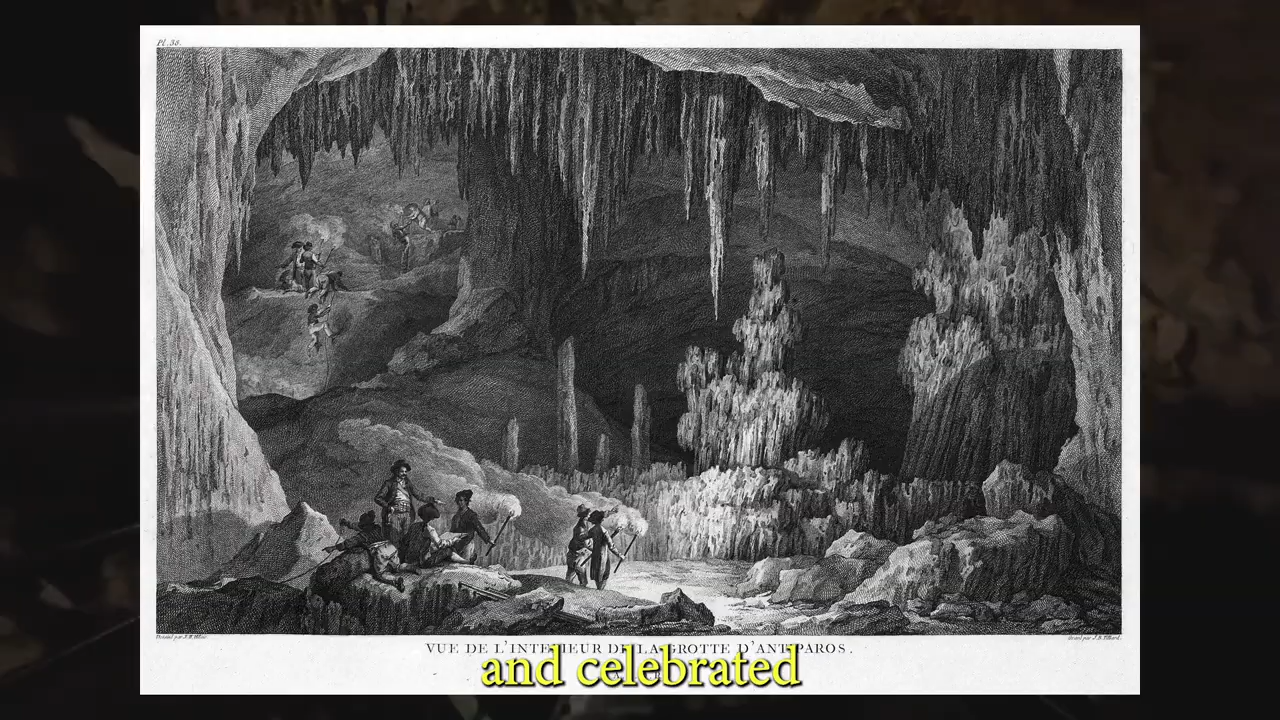 Pl. 38.
VUE DE L'INTERIEUR DE LA GROTTE D'ANTIPAROS.
and celebrated